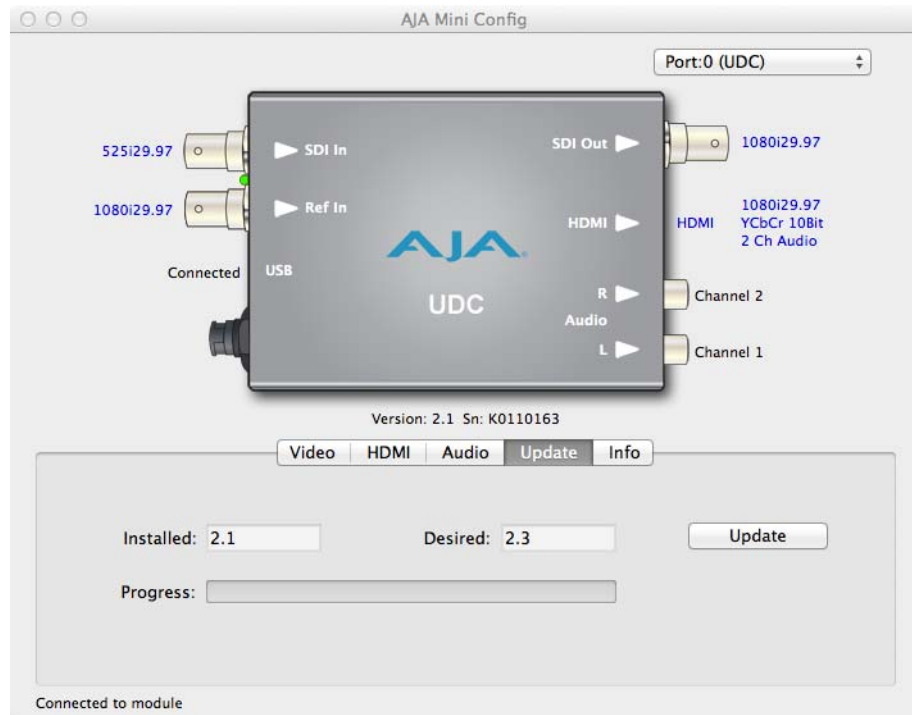 AJA Mini Config
Port:0 (UDC)
525i29.97
SDI In
SDI Out
1080i29.97
1080i29.97
Ref In
HDMI
HDMI
1080i29.97
YCbCr 10Bit
2 Ch Audio
Connected
USB
AJA
UDC
R
Channel 2
Audio
L
Channel 1
Version: 2.1 Sn: K0110163
Video HDMI Audio Update Info
Installed: 2.1 Desired: 2.3 Update
Progress:
Connected to module